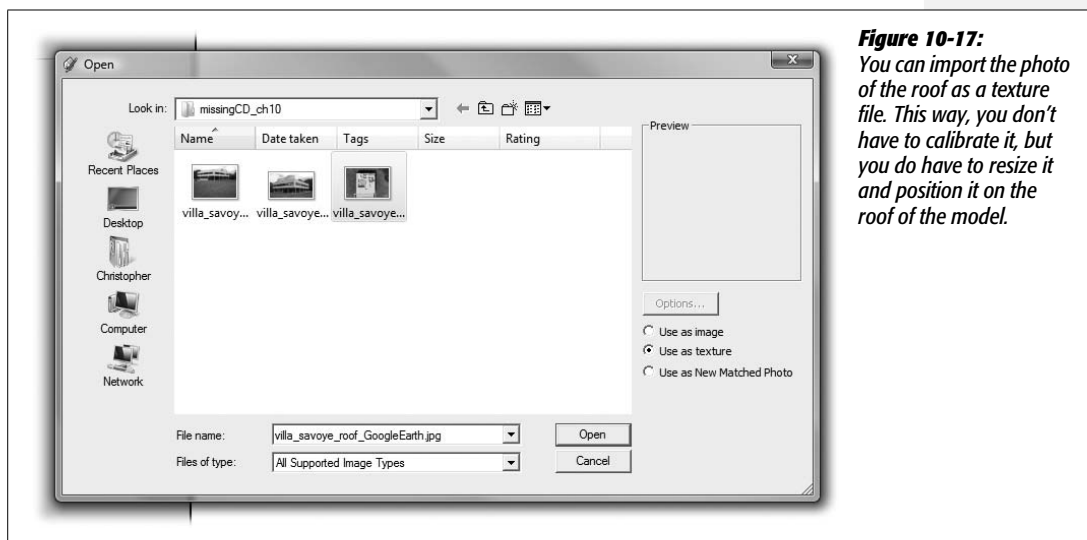 Open
Look in:
missingCD_ch10
Name
Date taken
Tags
Size
Rating
Recent Places
Desktop
Christopher
Computer
Network
villa_savoy...
villa_savoye...
villa_savoye...
Preview
Options...
Use as image
Use as texture
Use as New Matched Photo
File name:
villa_savoye_roof_GoogleEarth.jpg
Open
Files of type:
All Supported Image Types
Cancel
Figure 10-17:
You can import the photo
of the roof as a texture
file. This way, you don’t
have to calibrate it, but
you do have to resize it
and position it on the
roof of the model.